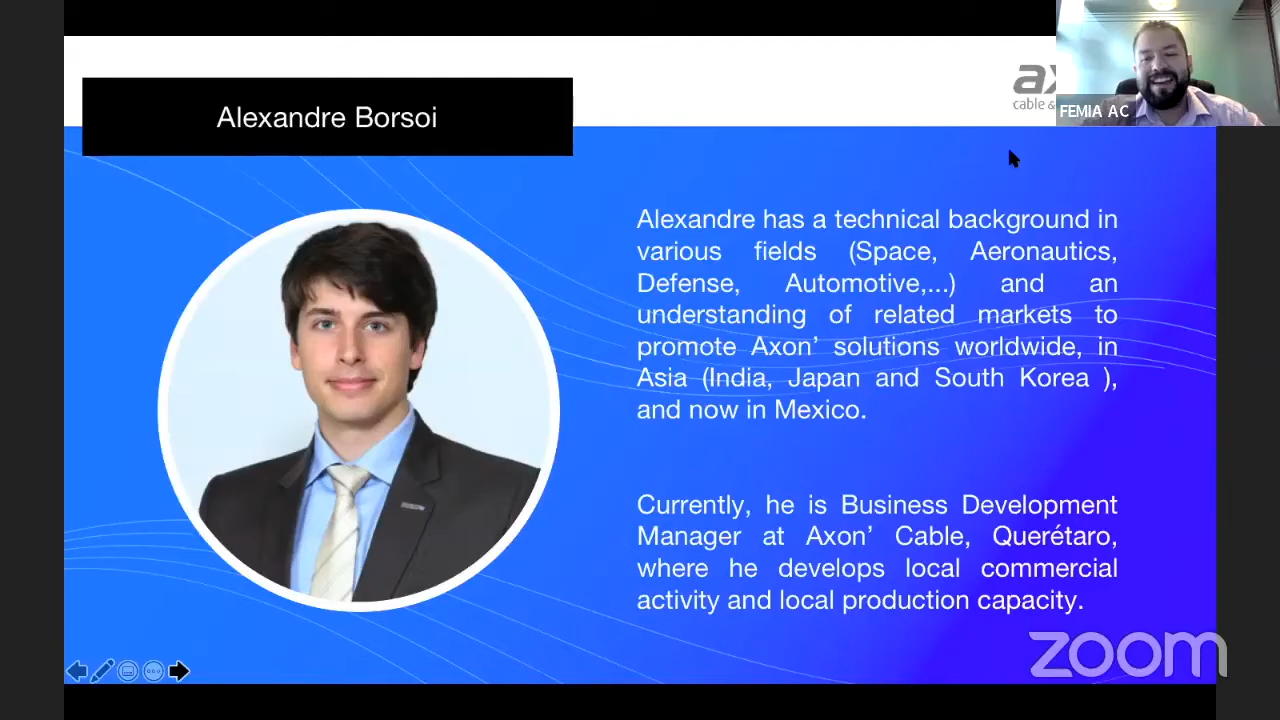 Alexandre Borsoi
ax
cable &
FEMIA AC
Alexandre has a technical background in
various fields (Space, Aeronautics,
Defense, Automotive,...) and an
understanding of related markets to
promote Axon’ solutions worldwide, in
Asia (India, Japan and South Korea ),
and now in Mexico.
Currently, he is Business Development
Manager at Axon’ Cable, Querétaro,
where he develops local commercial
activity and local production capacity.
zoom